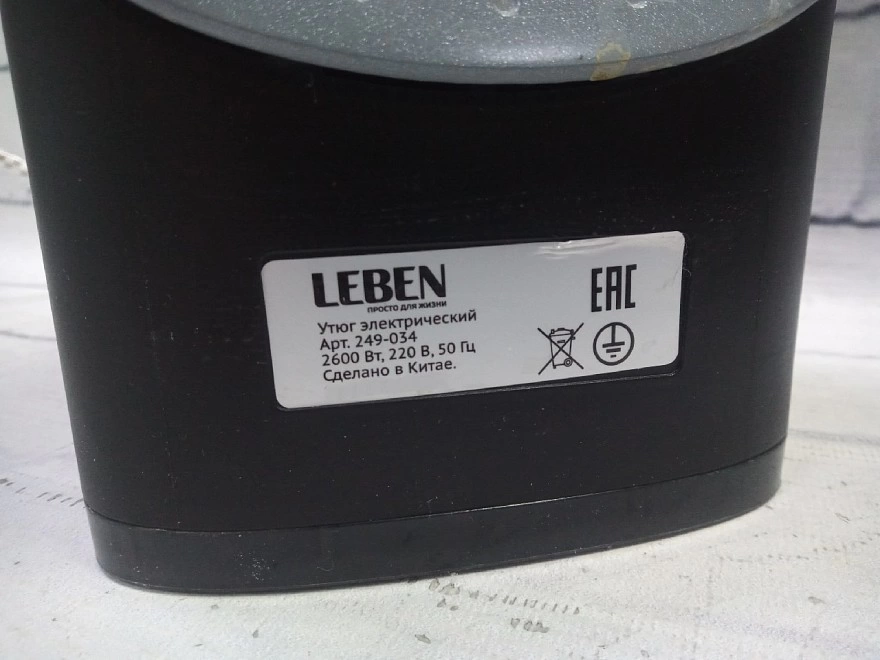 LEBEN
ПРОСТО ДЛЯ ЖИЗНИ
EAC
Утюг электрический
Арт. 249-034
2600 Вт, 220 В, 50 Гц
Сделано в Китае.